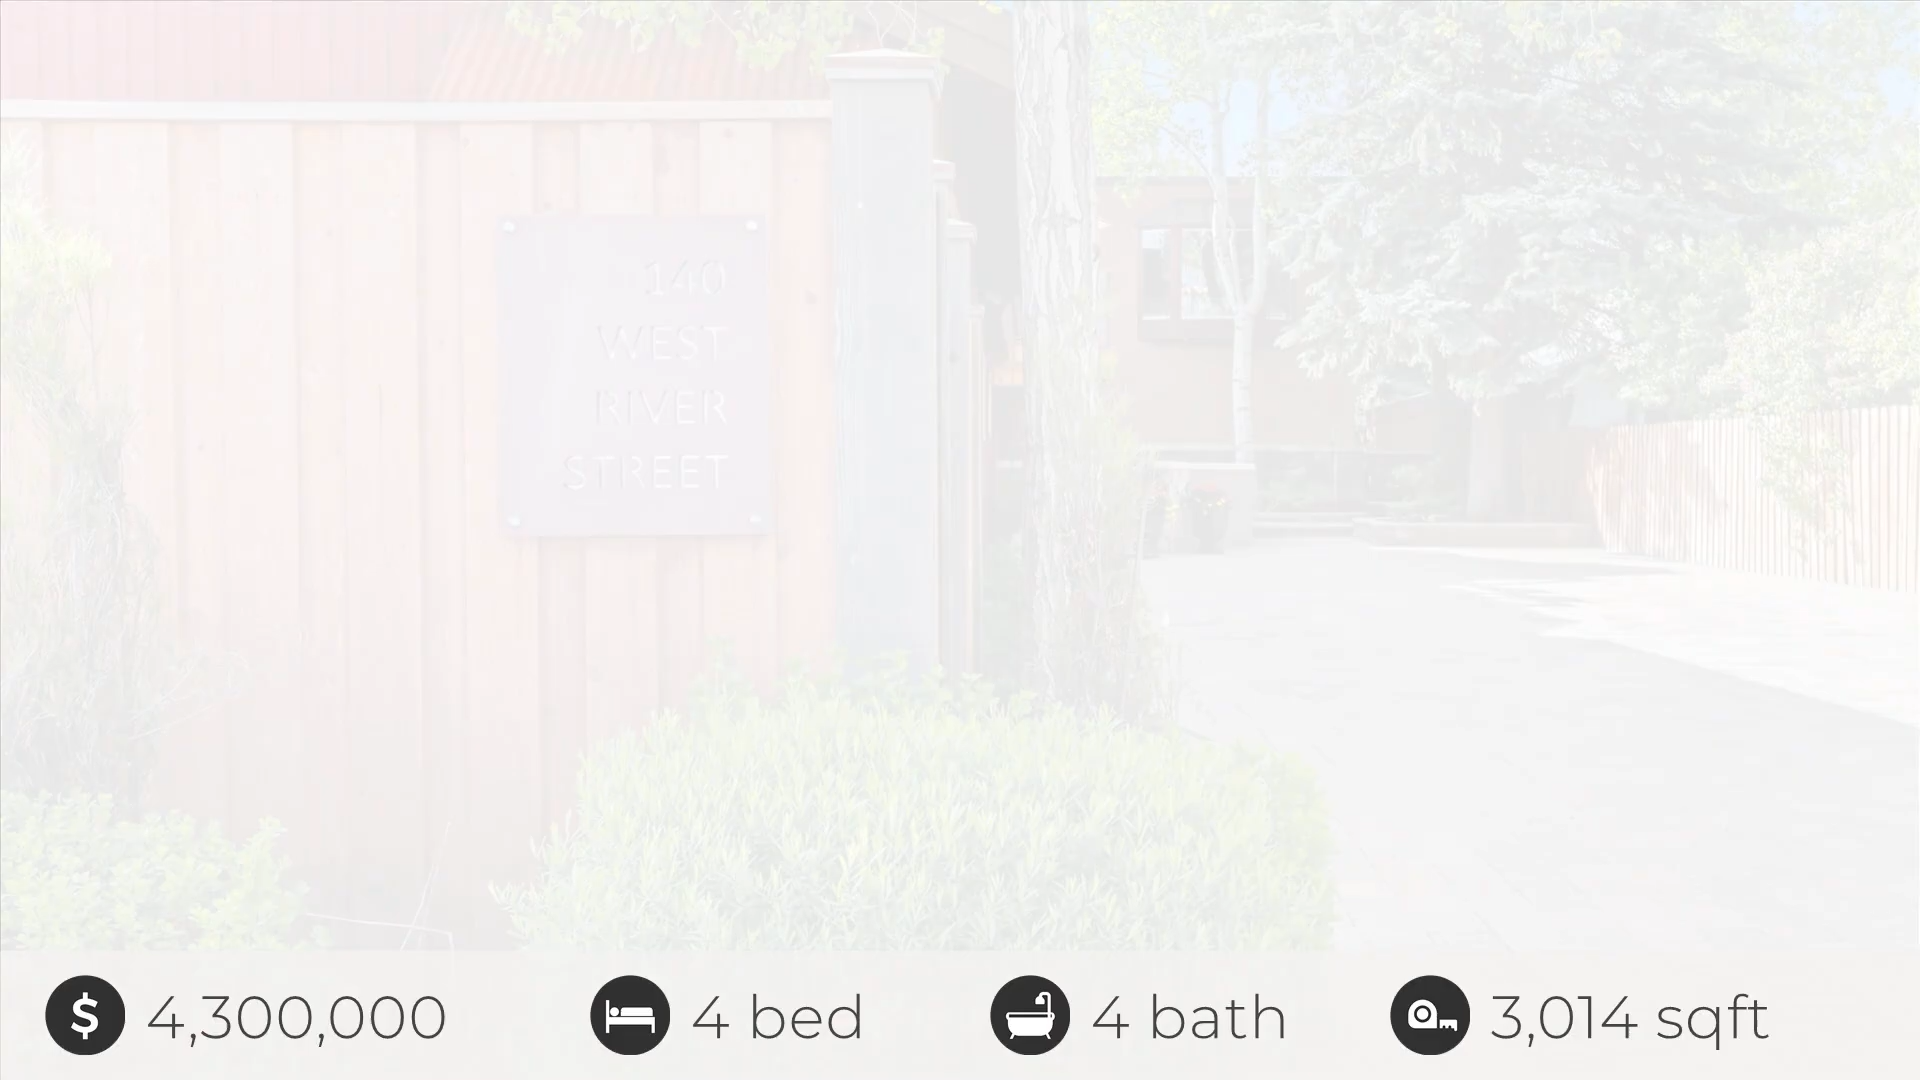 140
WEST
RIVER
STREET
$ 4,300,000
4 bed
4 bath
3,014 sqft